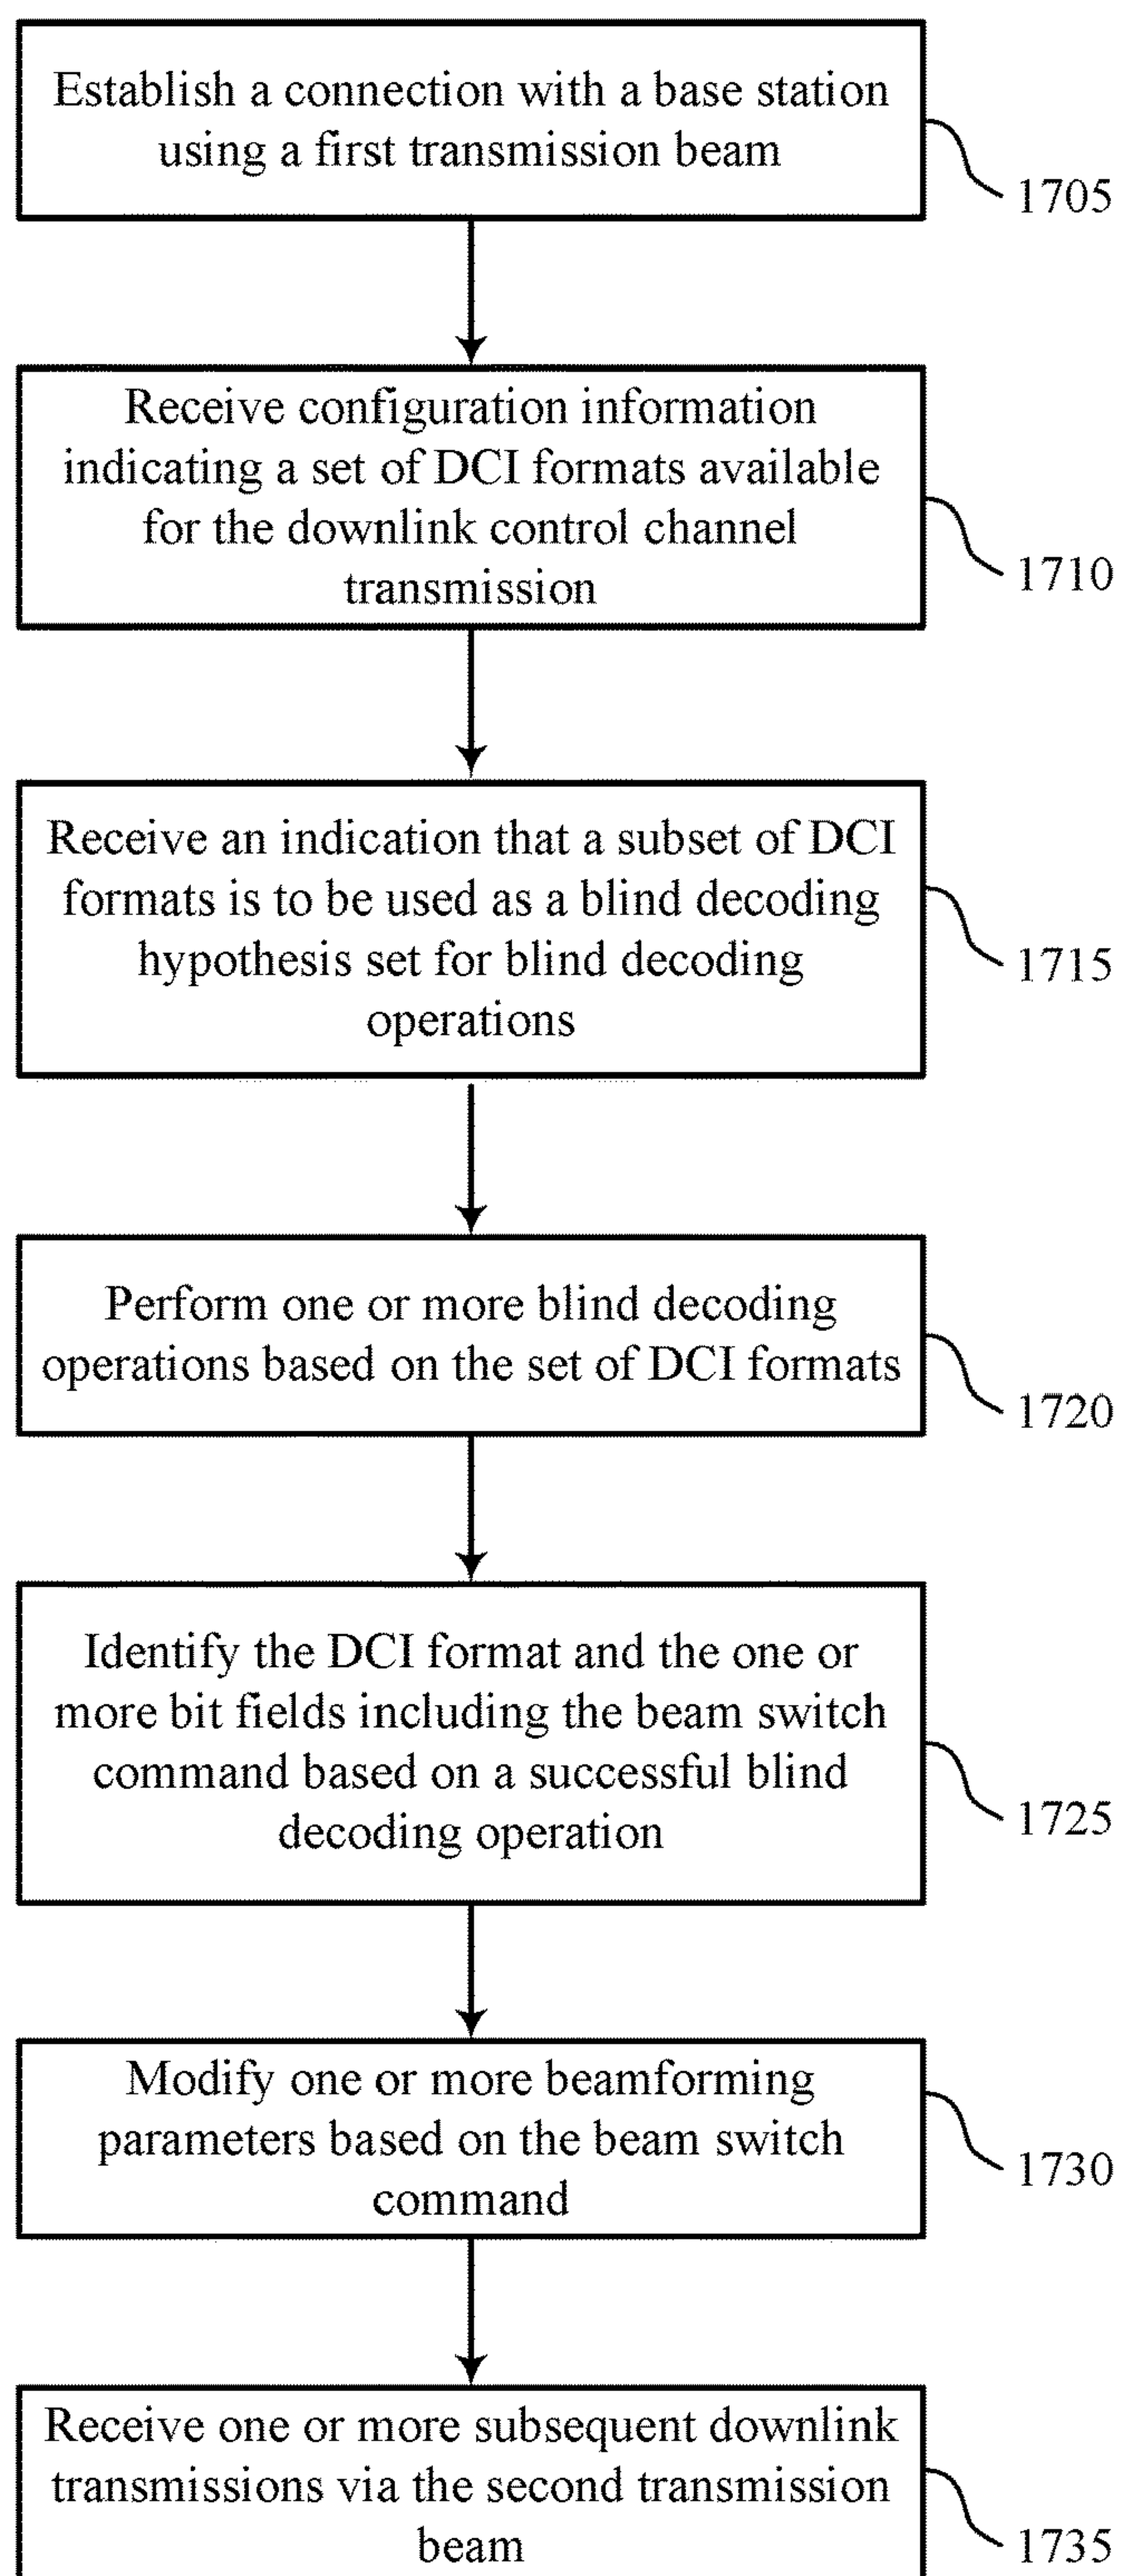 Establish a connection with a base station
using a first transmission beam
1705
Receive configuration information
indicating a set of DCI formats available
for the downlink control channel
transmission
1710
Receive an indication that a subset of DCI
formats is to be used as a blind decoding
hypothesis set for blind decoding
operations
1715
Perform one or more blind decoding
operations based on the set of DCI formats
1720
Identify the DCI format and the one or
more bit fields including the beam switch
command based on a successful blind
decoding operation
1725
Modify one or more beamforming
parameters based on the beam switch
command
1730
Receive one or more subsequent downlink
transmissions via the second transmission
beam
1735